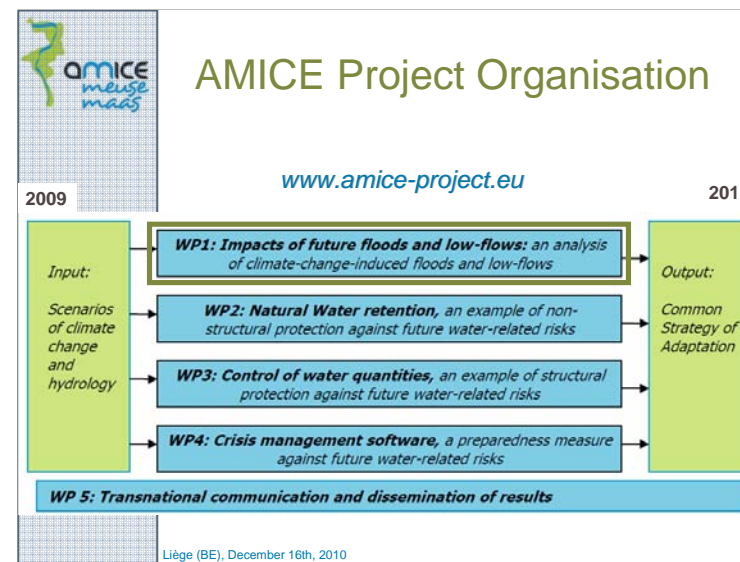 amice
meuse
maas
AMICE Project Organisation
www.amice-project.eu
2009
201
Input:
Scenarios
of climate
change
and
hydrology
WP1: Impacts of future floods and low-flows: an analysis
of climate-change-induced floods and low-flows
WP2: Natural Water retention, an example of non-
structural protection against future water-related risks
WP3: Control of water quantities, an example of structural
protection against future water-related risks
WP4: Crisis management software, a preparedness measure
against future water-related risks
Output:
Common
Strategy of
Adaptation
WP 5: Transnational communication and dissemination of results
Liège (BE), December 16th, 2010